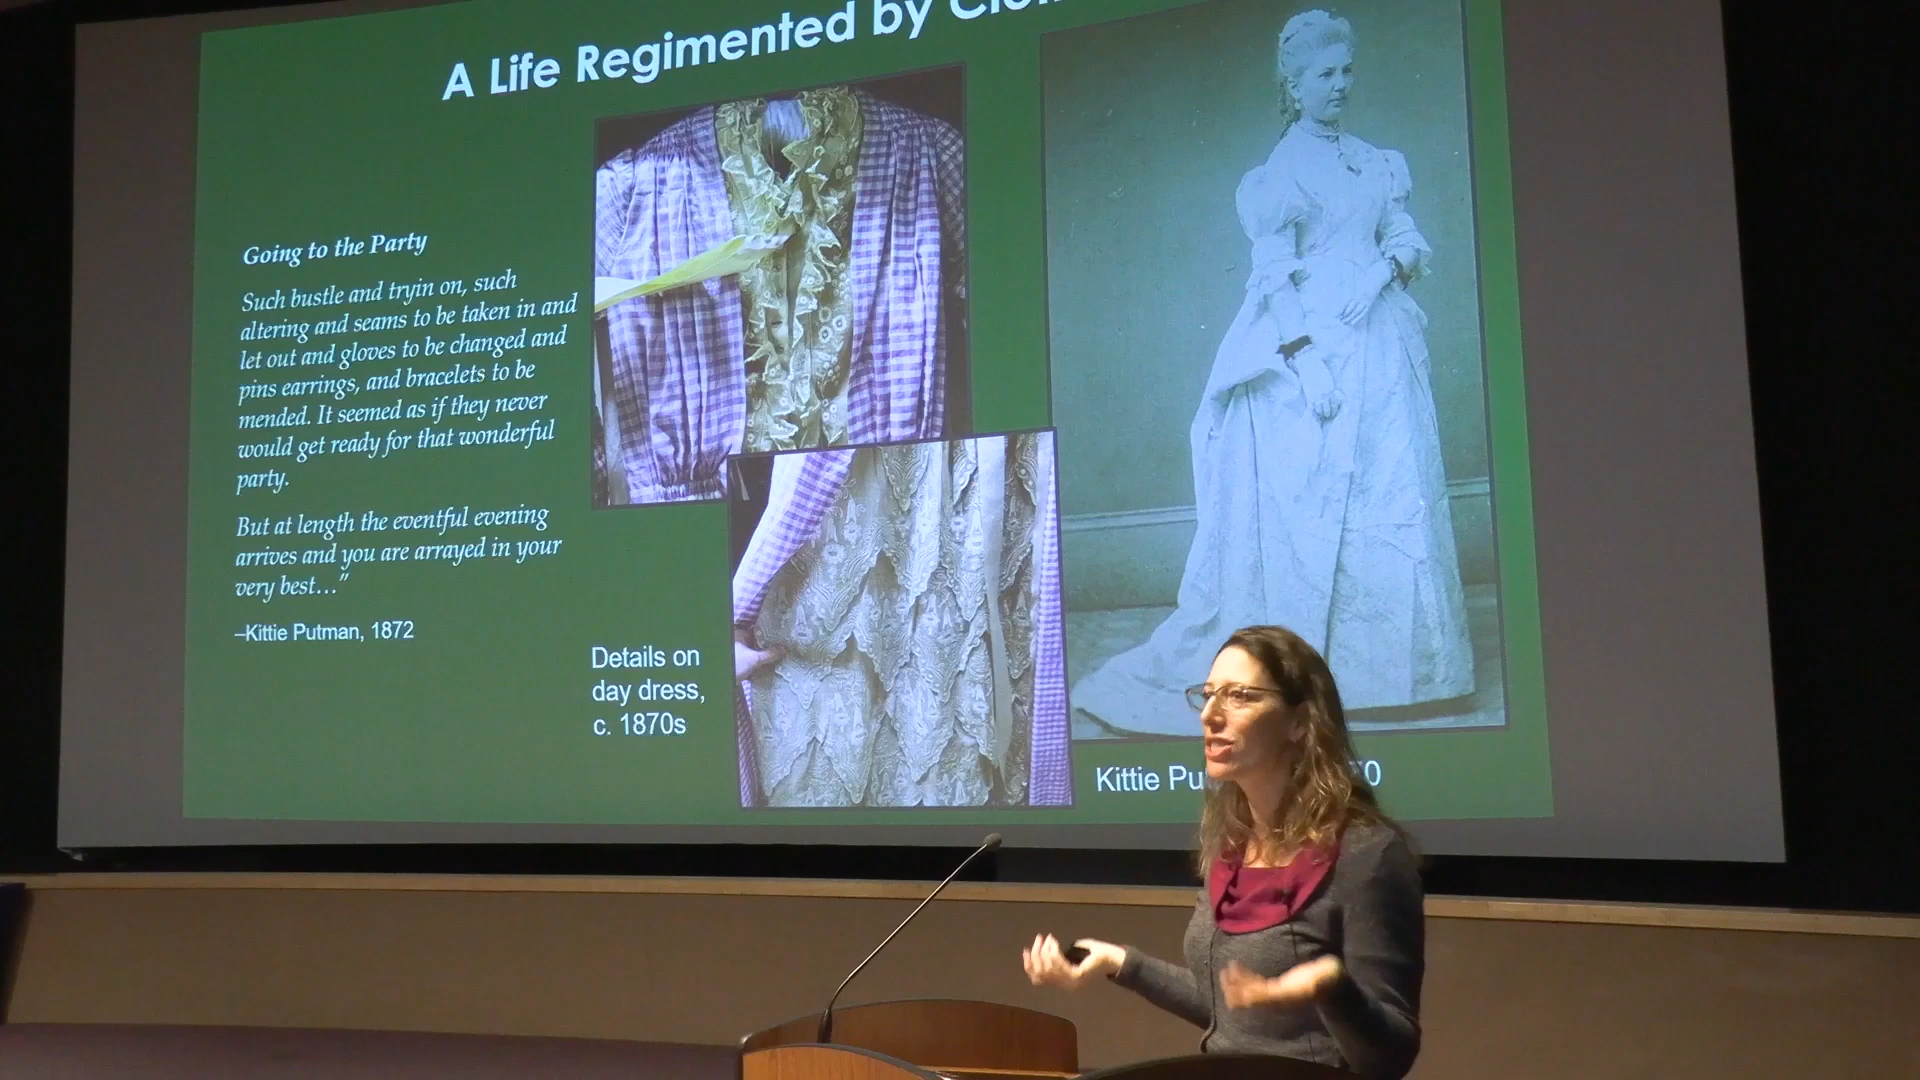 A Life Regimented by
Going to the Party
Such bustle and tryin on, such
altering and seams to be taken in and
let out and gloves to be changed and
pins earrings, and bracelets to be
mended. It seemed as if they never
would get ready for that wonderful
party.
But at length the eventful evening
arrives and you are arrayed in your
very best…”
–Kittie Putman, 1872
Details on
day dress,
c. 1870s
Kittie